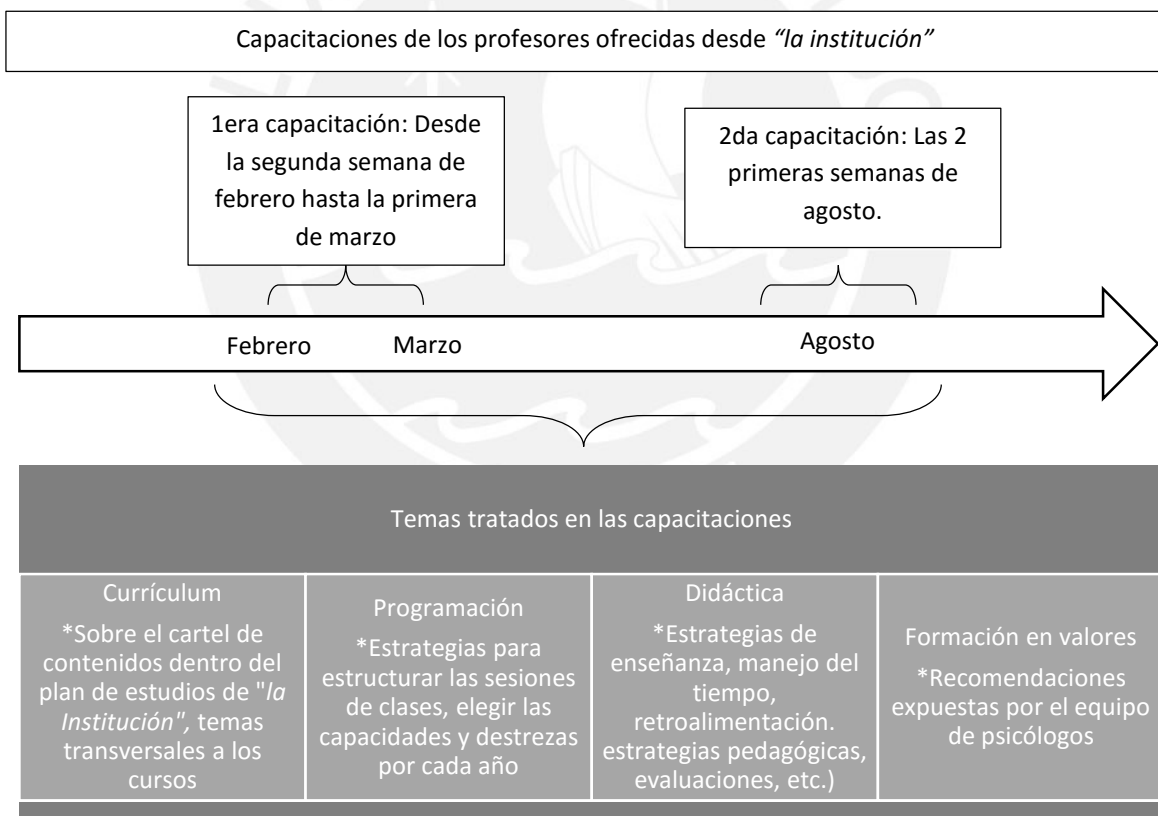 Capacitaciones de los profesores ofrecidas desde “la institución”
1era capacitación: Desde
la segunda semana de
febrero hasta la primera
de marzo
2da capacitación: Las 2
primeras semanas de
agosto.
Febrero
Marzo
Agosto
Temas tratados en las capacitaciones
Currículum
*Sobre el cartel de
contenidos dentro del
plan de estudios de "la
Institución", temas
transversales a los
cursos
Programación
*Estrategias para
estructurar las sesiones
de clases, elegir las
capacidades y destrezas
por cada año
Didáctica
*Estrategias de
enseñanza, manejo del
tiempo,
retroalimentación.
estrategias pedagógicas,
evaluaciones, etc.)
Formación en valores
*Recomendaciones
expuestas por el equipo
de psicólogos